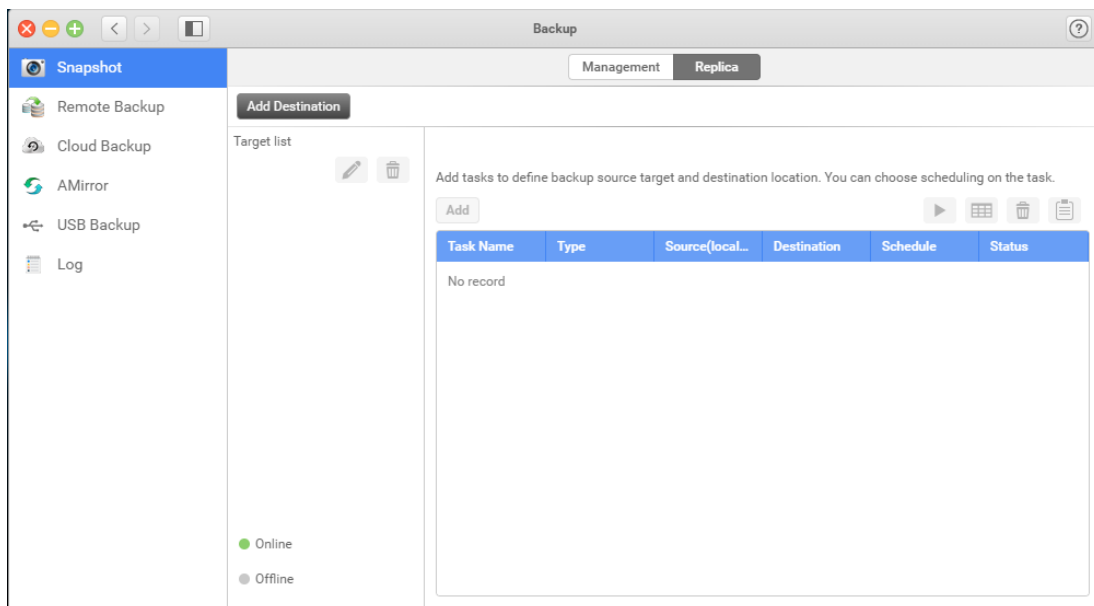 Backup
?
Snapshot
Remote Backup
Cloud Backup
AMirror
USB Backup
Log
Management Replica
Add Destination
Target list
Online
Offline
Add tasks to define backup source target and destination location. You can choose scheduling on the task.
Add
Task Name Type Source(local... Destination Schedule Status
No record